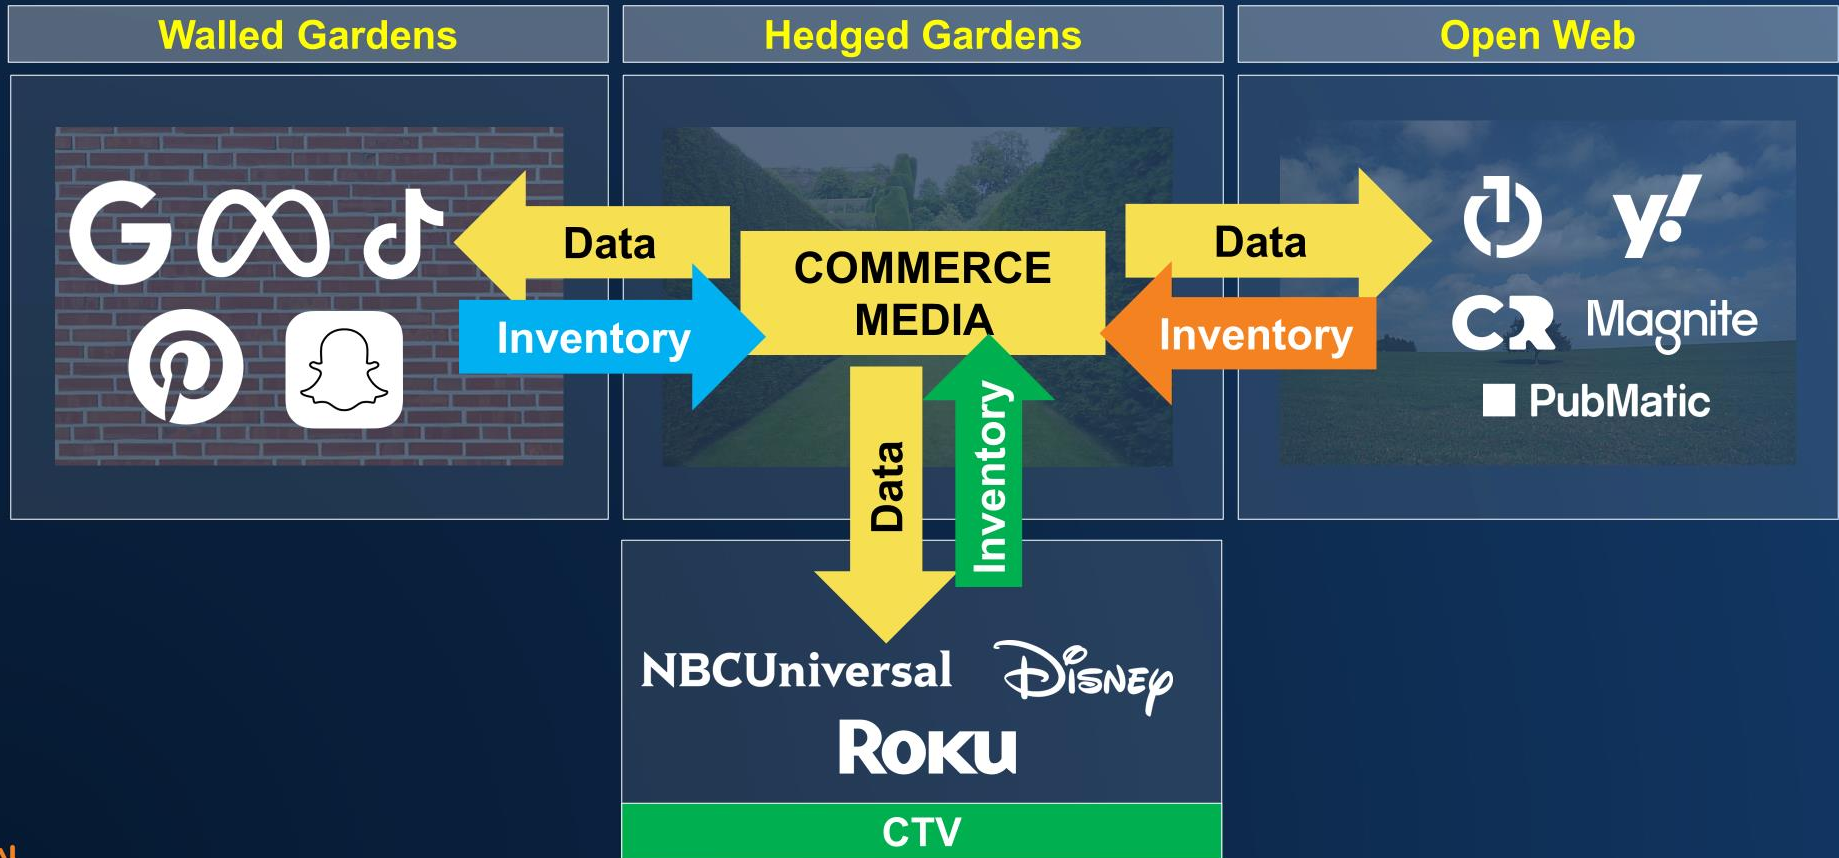 Walled Gardens
Hedged Gardens
Open Web
Data
Inventory
COMMERCE
MEDIA
Data
Inventory
Data
Inventory
G
y!
CR
Magnite
PubMatic
NBCUniversal
Disney
Roku
CTV
N